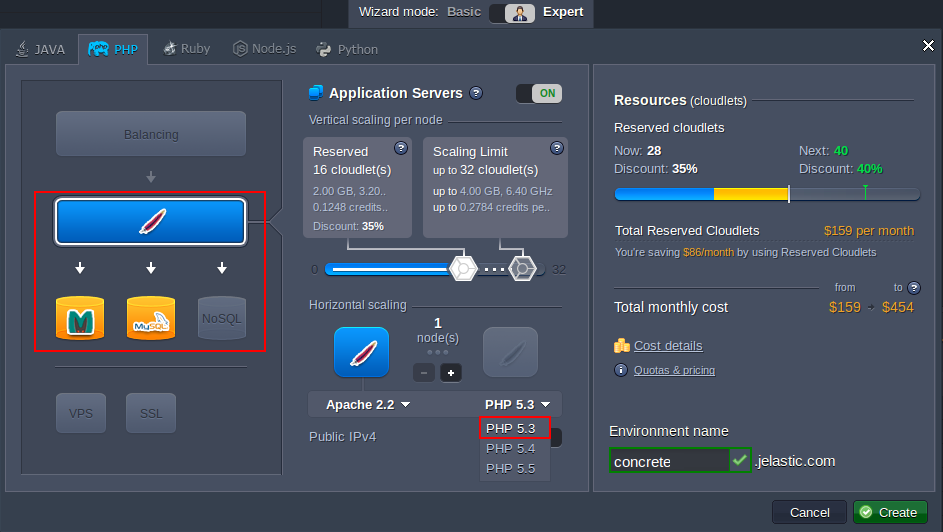 Wizard mode: Basic Expert
JAVA PHP Ruby Node.js Python
Balancing
MySQL NoSQL
VPS SSL
Application Servers ? ON
Vertical scaling per node
Reserved ?
16 cloudlet(s)
2.00 GB, 3.20..
0.1248 credits..
Discount: 35%
Scaling Limit ?
up to 32 cloudlet(s)
up to 4.00 GB, 6.40 GHz
up to 0.2784 credits pe..
0 32
Horizontal scaling
1
node(s)
- +
Apache 2.2 PHP 5.3
Public IPv4
PHP 5.3
PHP 5.4
PHP 5.5
Resources (cloudlets)
Reserved cloudlets
Now: 28 Next: 40
Discount: 35% Discount: 40%
Total Reserved Cloudlets $159 per month
You're saving $86/month by using Reserved Cloudlets
from to ?
Total monthly cost $159 $454
Cost details
Quotas & pricing
Environment name
concrete .jelastic.com
Cancel Create